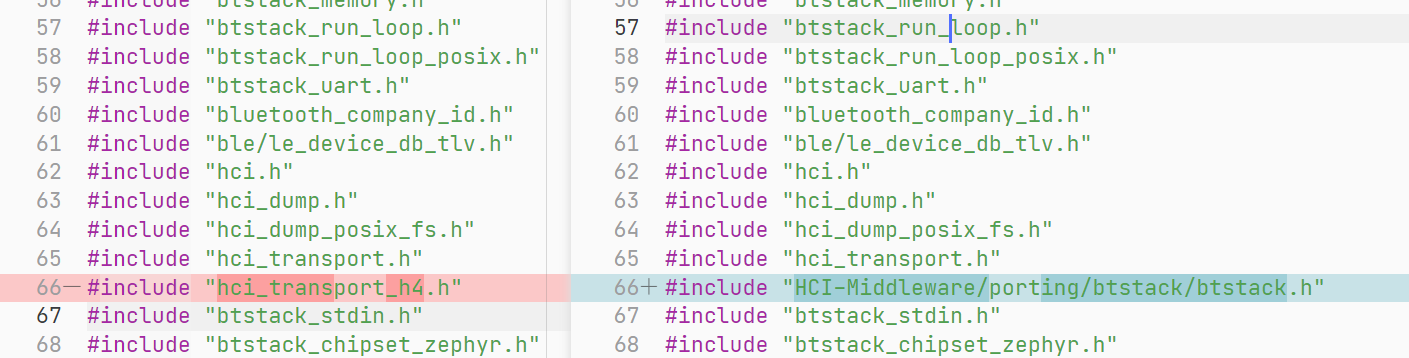 56 #include "btstack_memory.h"
57 #include "btstack_run_loop.h"
58 #include "btstack_run_loop_posix.h"
59 #include "btstack_uart.h"
60 #include "bluetooth_company_id.h"
61 #include "ble/le_device_db_tlv.h"
62 #include "hci.h"
63 #include "hci_dump.h"
64 #include "hci_dump_posix_fs.h"
65 #include "hci_transport.h"
66— #include "hci_transport_h4.h"
67 #include "btstack_stdin.h"
68 #include "btstack_chipset_zephyr.h"
56 #include "btstack_memory.h"
57 #include "btstack_run_loop.h"
58 #include "btstack_run_loop_posix.h"
59 #include "btstack_uart.h"
60 #include "bluetooth_company_id.h"
61 #include "ble/le_device_db_tlv.h"
62 #include "hci.h"
63 #include "hci_dump.h"
64 #include "hci_dump_posix_fs.h"
65 #include "hci_transport.h"
66+ #include "HCI-Middleware/porting/btstack/btstack.h"
67 #include "btstack_stdin.h"
68 #include "btstack_chipset_zephyr.h"